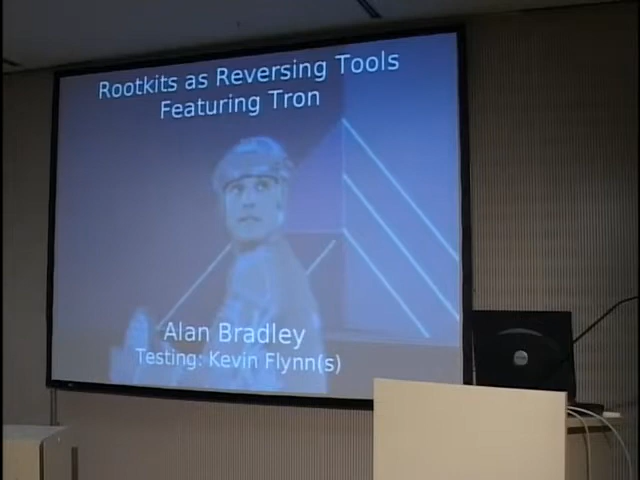 Rootkits as Reversing Tools
Featuring Tron
Alan Bradley
Testing: Kevin Flynn(s)